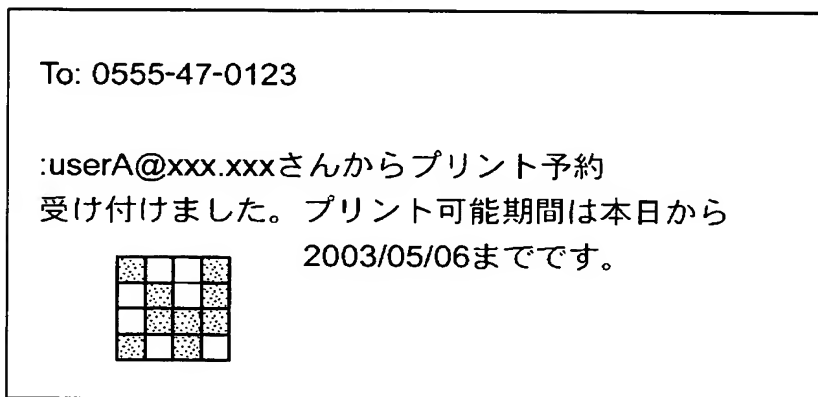 To: 0555-47-0123
:userA@xxx.xxxさんからプリント予約
受け付けました。プリント可能期間は本日から
2003/05/06までです。